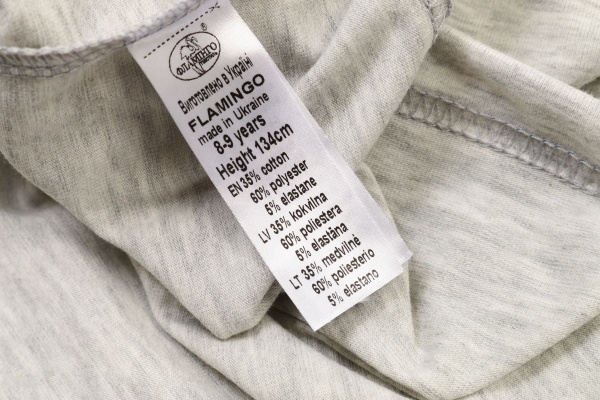 ФЛАМИНГО
Виготовлено в Україні
FLAMINGO
made in Ukraine
8-9 years
Height 134cm
EN 35% cotton
60% polyester
5% elastane
LV 35% kokvilna
60% poliestera
5% elastāna
LT 35% medvilnė
60% poliesterio
5% elastano